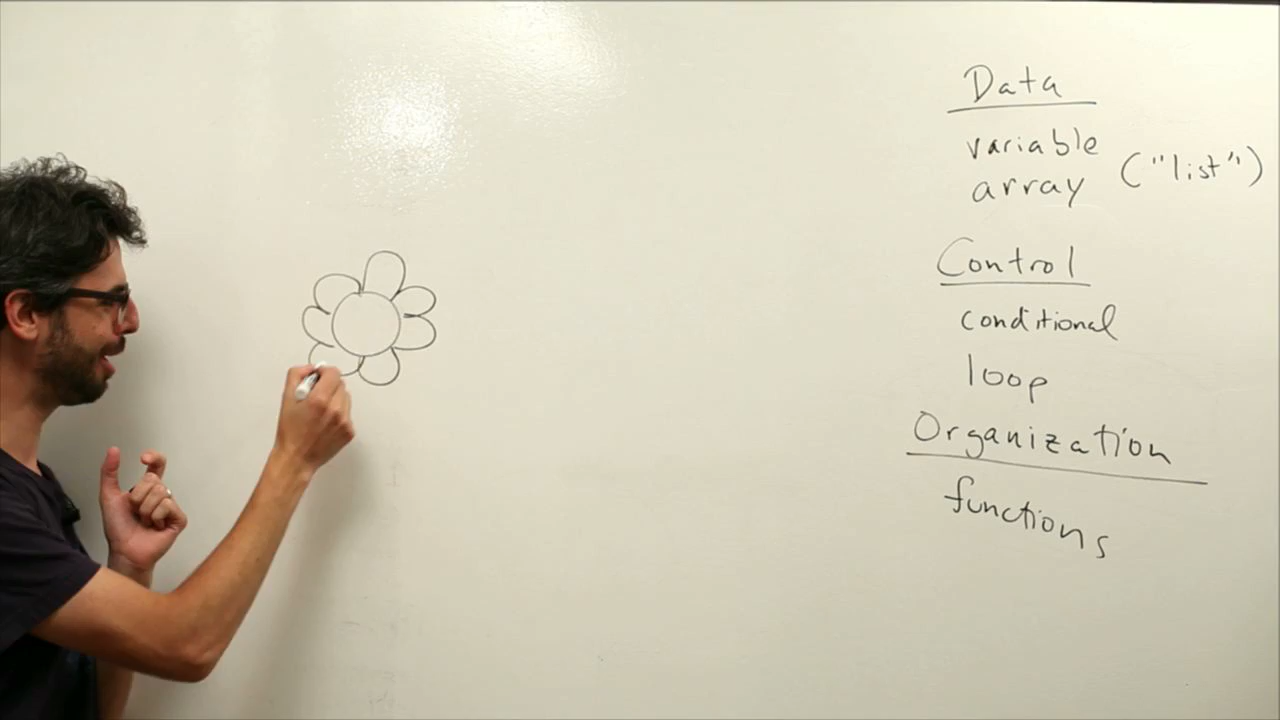 Data
variable
array ("list")
Control
conditional
loop
Organization
functions